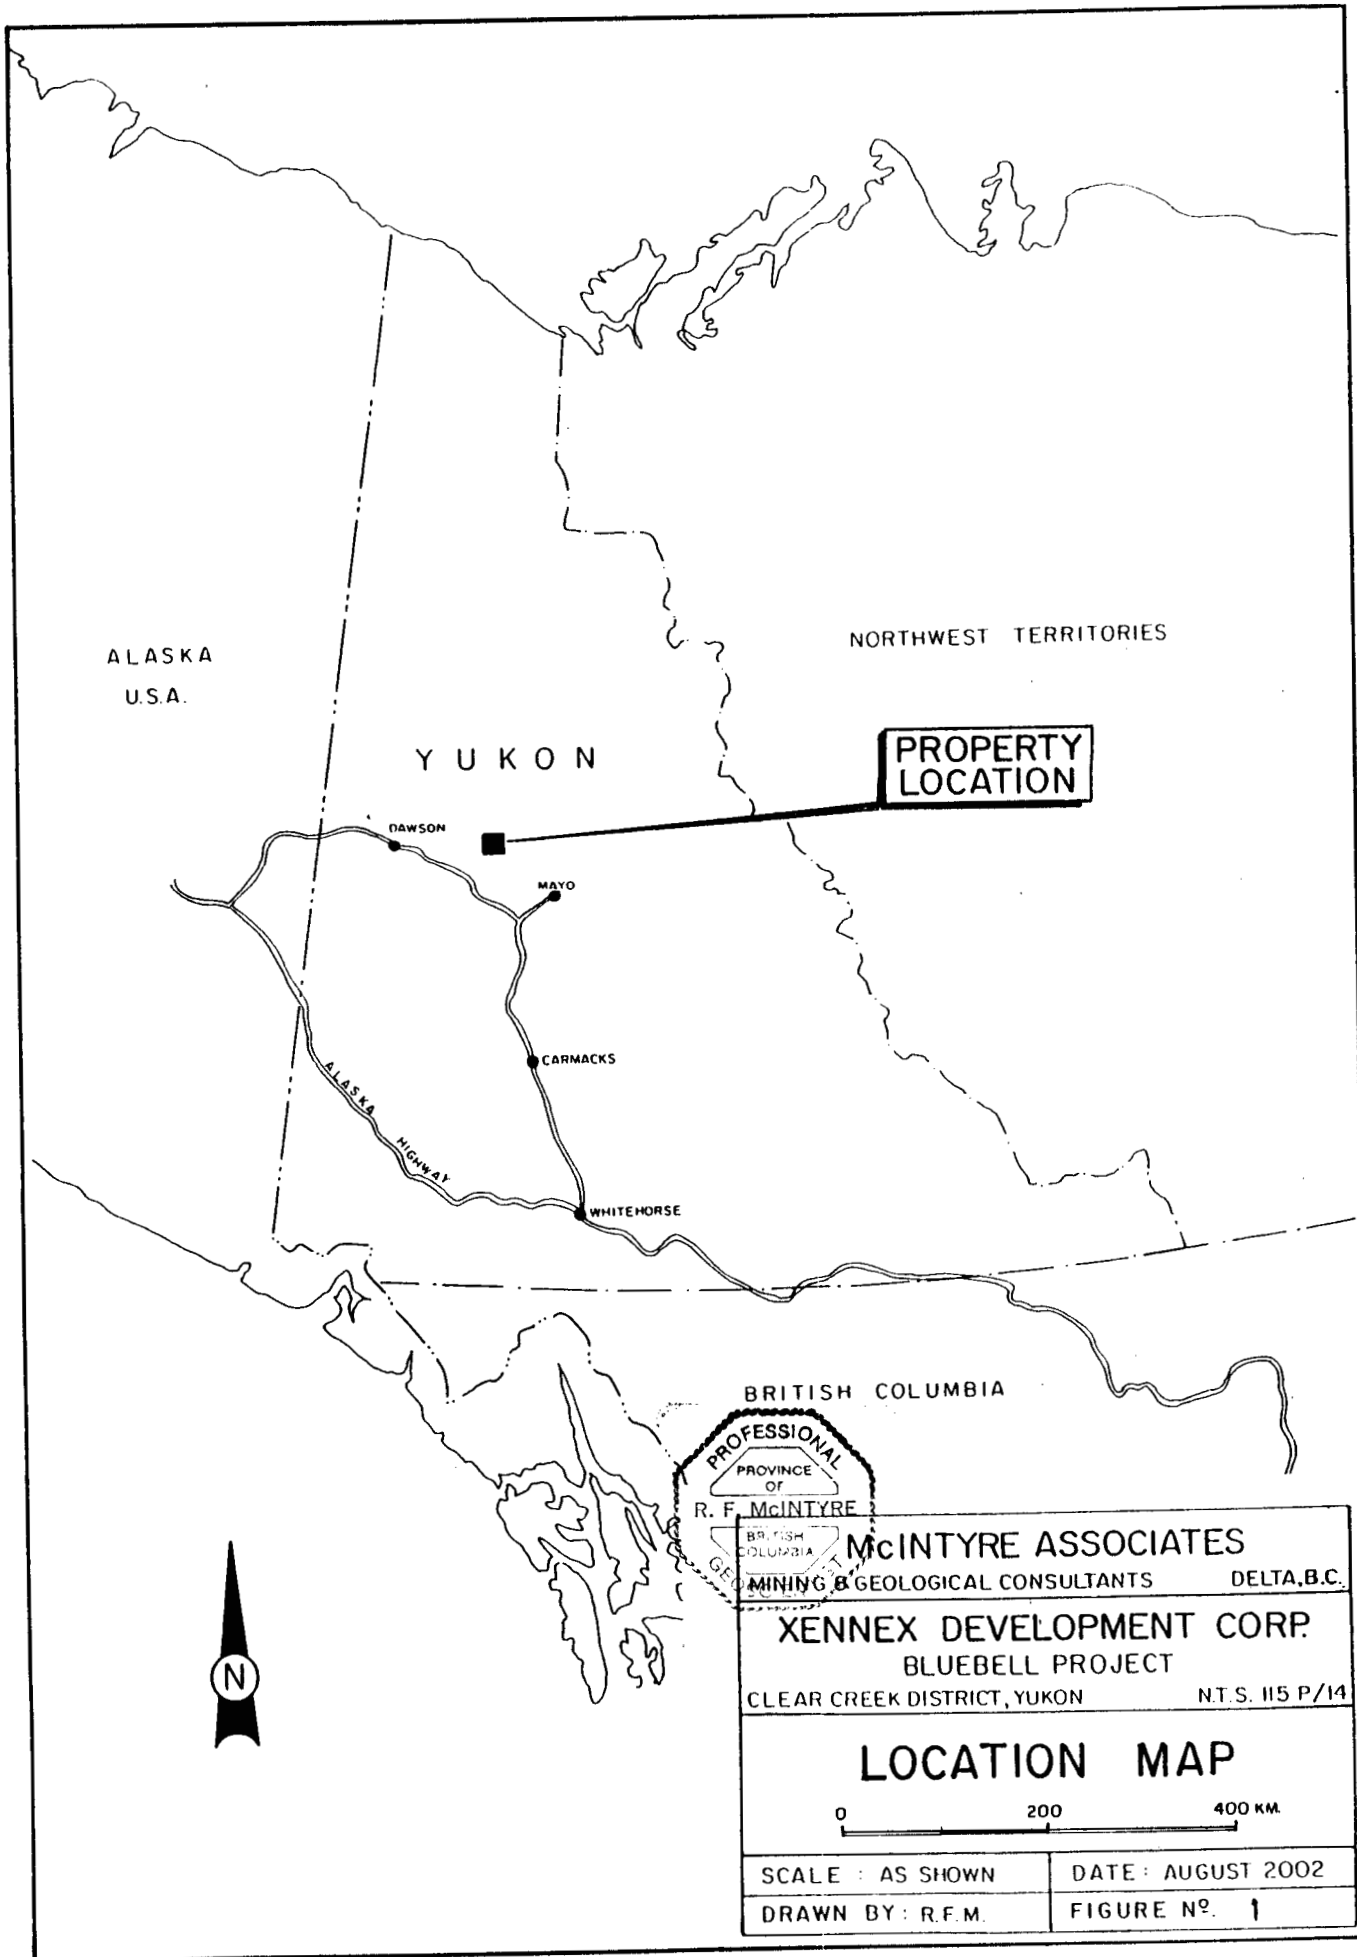 ALASKA
U.S.A.
NORTHWEST TERRITORIES
YUKON
PROPERTY
LOCATION
DAWSON
MAYO
CARMACKS
ALASKA HIGHWAY
WHITEHORSE
BRITISH COLUMBIA
PROFESSIONAL
PROVINCE
OF
R. F. McINTYRE
BRITISH
COLUMBIA
McINTYRE ASSOCIATES
MINING & GEOLOGICAL CONSULTANTS DELTA, B.C.
XENNEX DEVELOPMENT CORP.
BLUEBELL PROJECT
CLEAR CREEK DISTRICT, YUKON N.T.S. 115 P/14
LOCATION MAP
0 200 400 KM.
SCALE : AS SHOWN DATE : AUGUST 2002
DRAWN BY : R.F.M. FIGURE Nº. 1
N